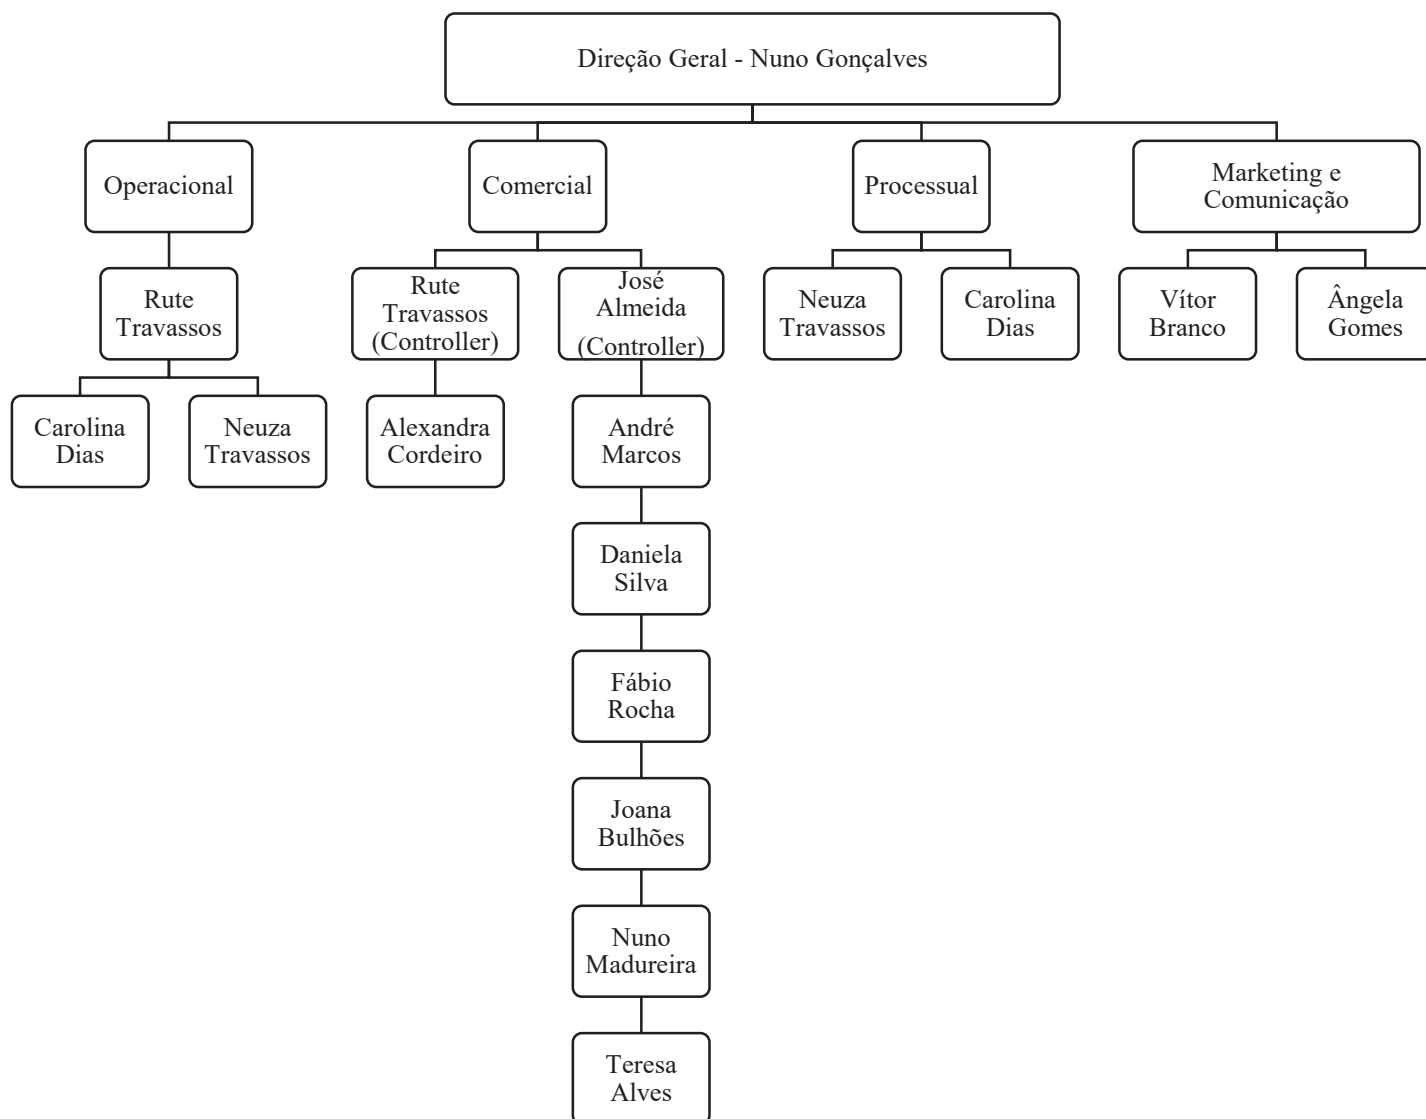 Direção Geral - Nuno Gonçalves
Operacional
Comercial
Processual
Marketing e
Comunicação
Rute
Travassos
Rute
Travassos
(Controller)
José
Almeida
(Controller)
Neuza
Travassos
Carolina
Dias
Vítor
Branco
Ângela
Gomes
Carolina
Dias
Neuza
Travassos
Alexandra
Cordeiro
André
Marcos
Daniela
Silva
Fábio
Rocha
Joana
Bulhões
Nuno
Madureira
Teresa
Alves